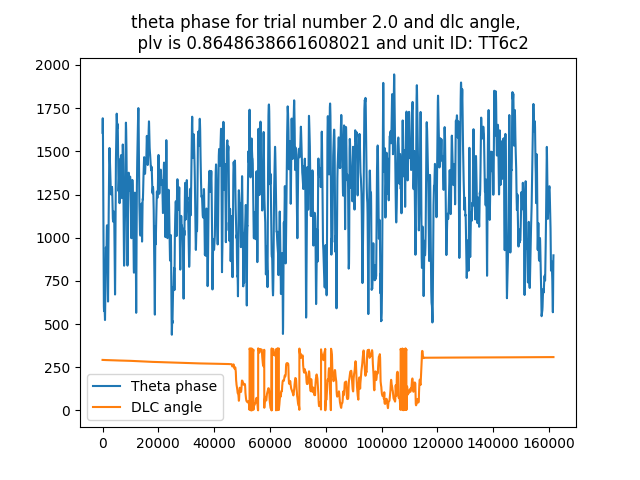 theta phase for trial number 2.0 and dlc angle,
plv is 0.8648638661608021 and unit ID: TT6c2
2000
1750
1500
1250
1000
750
500
250
0
Theta phase
DLC angle
0 20000 40000 60000 80000 100000 120000 140000 160000